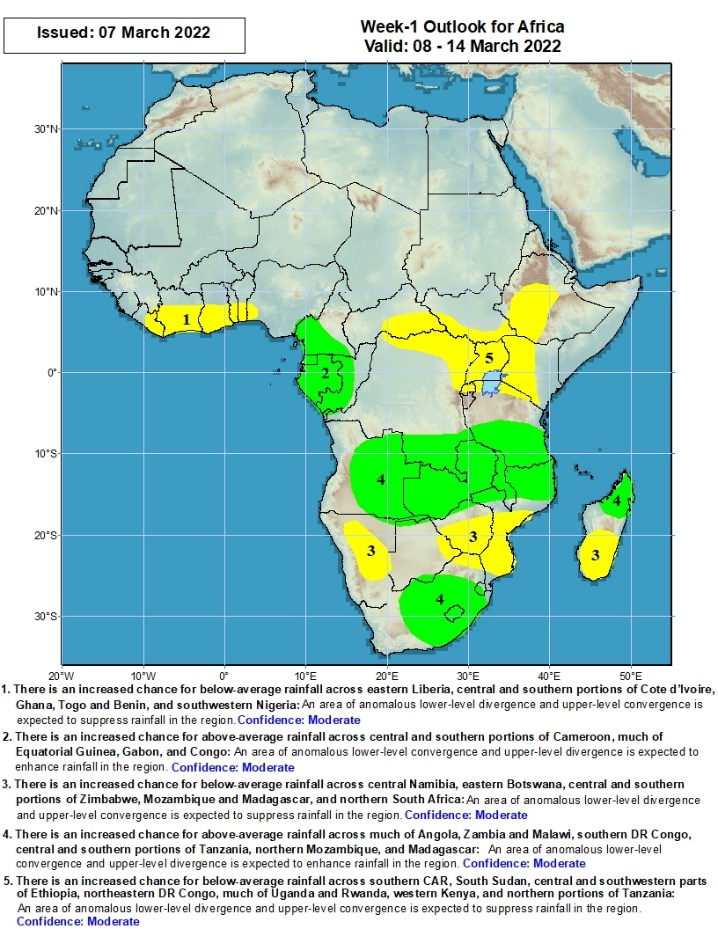 Issued: 07 March 2022
Week-1 Outlook for Africa
Valid: 08 - 14 March 2022
30°N
20°N
10°N
0°
10°S
20°S
30°S
1
2
5
4
4
3
3
3
4
20°W 10°W 0° 10°E 20°E 30°E 40°E 50°E
1. There is an increased chance for below-average rainfall across eastern Liberia, central and southern portions of Cote d'Ivoire,
Ghana, Togo and Benin, and southwestern Nigeria: An area of anomalous lower-level divergence and upper-level convergence is
expected to suppress rainfall in the region. Confidence: Moderate
2. There is an increased chance for above-average rainfall across central and southern portions of Cameroon, much of
Equatorial Guinea, Gabon, and Congo: An area of anomalous lower-level convergence and upper-level divergence is expected to
enhance rainfall in the region. Confidence: Moderate
3. There is an increased chance for below-average rainfall across central Namibia, eastern Botswana, central and southern
portions of Zimbabwe, Mozambique and Madagascar, and northern South Africa: An area of anomalous lower-level divergence
and upper-level convergence is expected to suppress rainfall in the region. Confidence: Moderate
4. There is an increased chance for above-average rainfall across much of Angola, Zambia and Malawi, southern DR Congo,
central and southern portions of Tanzania, northern Mozambique, and Madagascar: An area of anomalous lower-level
convergence and upper-level divergence is expected to enhance rainfall in the region. Confidence: Moderate
5. There is an increased chance for below-average rainfall across southern CAR, South Sudan, central and southwestern parts
of Ethiopia, northeastern DR Congo, much of Uganda and Rwanda, western Kenya, and northern portions of Tanzania:
An area of anomalous lower-level divergence and upper-level convergence is expected to suppress rainfall in the region.
Confidence: Moderate